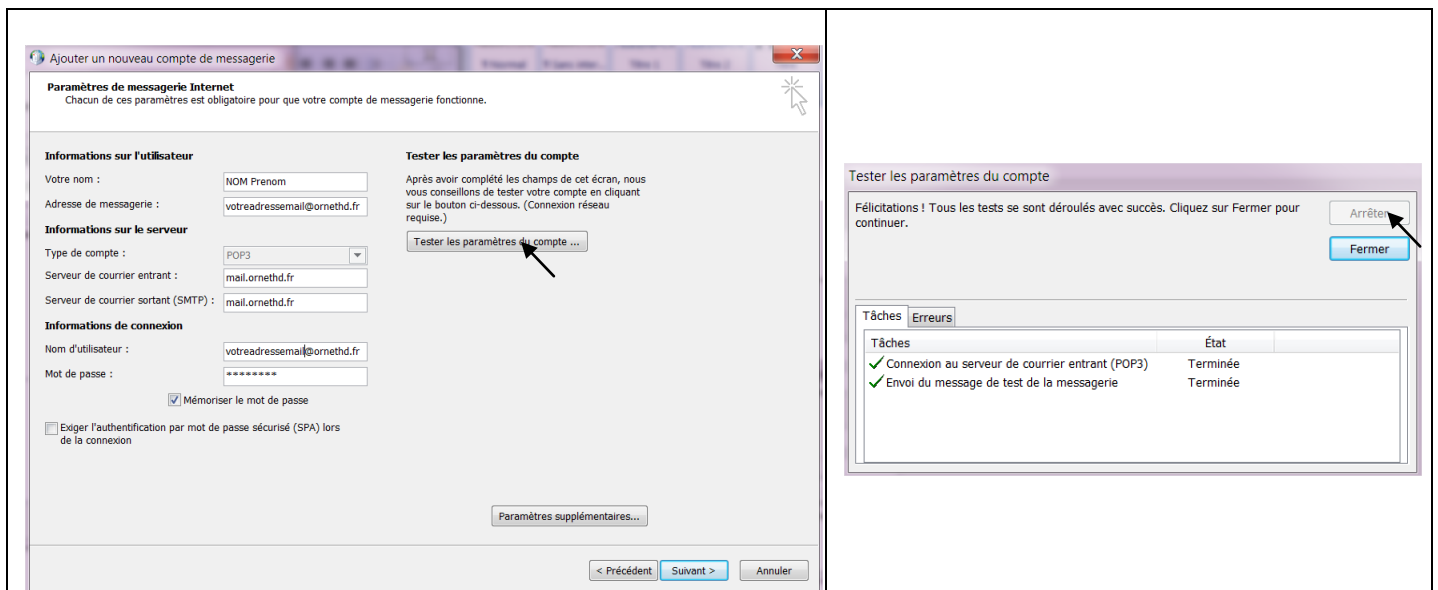 Ajouter un nouveau compte de messagerie
Paramètres de messagerie Internet
Chacun de ces paramètres est obligatoire pour que votre compte de messagerie fonctionne.
Informations sur l'utilisateur
Votre nom :
NOM Prenom
Adresse de messagerie :
votreadressemail@ornethd.fr
Informations sur le serveur
Type de compte :
POP3
Serveur de courrier entrant :
mail.ornethd.fr
Serveur de courrier sortant (SMTP) :
mail.ornethd.fr
Informations de connexion
Nom d'utilisateur :
votreadressemail@ornethd.fr
Mot de passe :
********
Mémoriser le mot de passe
Exiger l'authentification par mot de passe sécurisé (SPA) lors
de la connexion
Tester les paramètres du compte
Après avoir complété les champs de cet écran, nous
vous conseillons de tester votre compte en cliquant
sur le bouton ci-dessous. (Connexion réseau
requise.)
Tester les paramètres du compte ...
Paramètres supplémentaires...
< Précédent
Suivant >
Annuler
Tester les paramètres du compte
Félicitations ! Tous les tests se sont déroulés avec succès. Cliquez sur Fermer pour
continuer.
Arrêter
Fermer
Tâches
Erreurs
Tâches
État
Connexion au serveur de courrier entrant (POP3)
Terminée
Envoi du message de test de la messagerie
Terminée